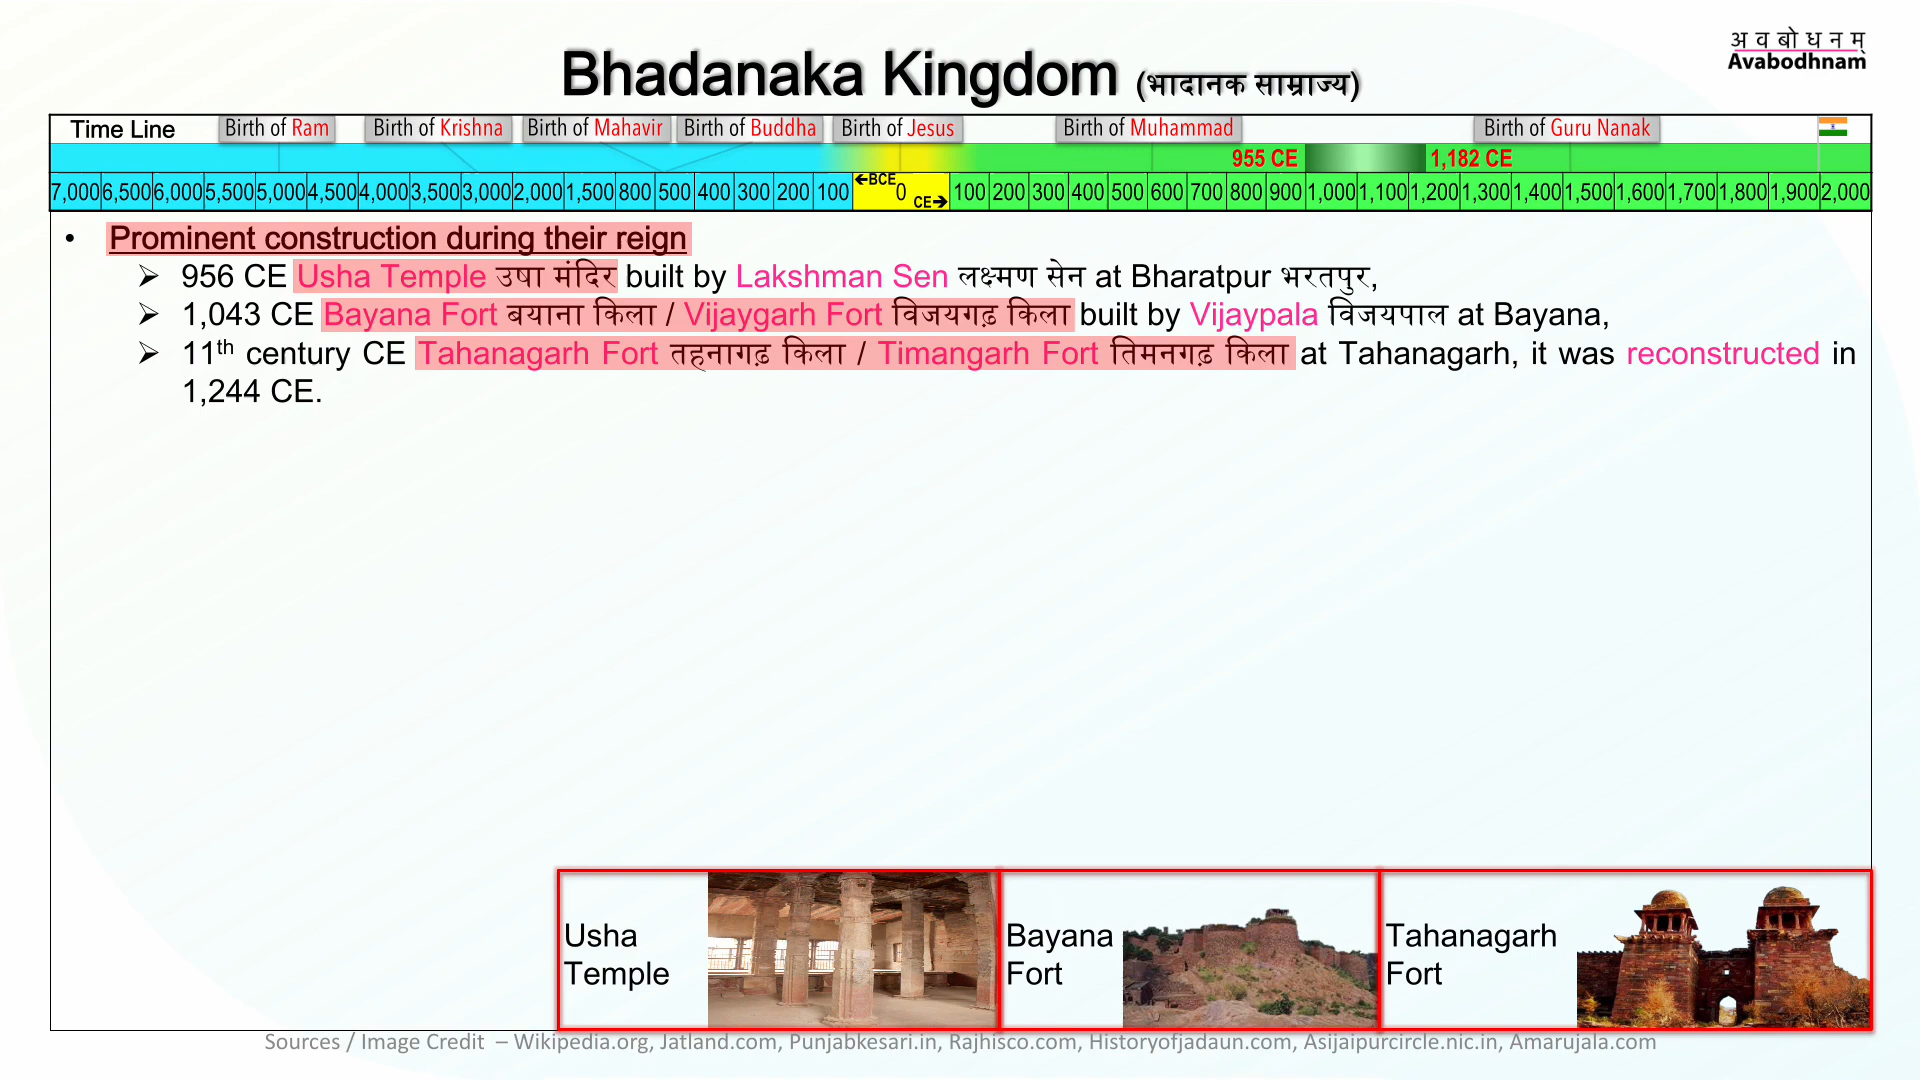 अ व बो ध न म्
Avabodhnam
Bhadanaka Kingdom (भादानक साम्राज्य)
Time Line Birth of Ram Birth of Krishna Birth of Mahavir Birth of Buddha Birth of Jesus Birth of Muhammad Birth of Guru Nanak
955 CE 1,182 CE
7,000 6,500 6,000 5,500 5,000 4,500 4,000 3,500 3,000 2,000 1,500 800 500 400 300 200 100 ←BCE 0 CE→ 100 200 300 400 500 600 700 800 900 1,000 1,100 1,200 1,300 1,400 1,500 1,600 1,700 1,800 1,900 2,000
• Prominent construction during their reign
➢ 956 CE Usha Temple उषा मंदिर built by Lakshman Sen लक्ष्मण सेन at Bharatpur भरतपुर,
➢ 1,043 CE Bayana Fort बयाना किला / Vijaygarh Fort विजयगढ़ किला built by Vijaypala विजयपाल at Bayana,
➢ 11th century CE Tahanagarh Fort तहनागढ़ किला / Timangarh Fort तिमनगढ़ किला at Tahanagarh, it was reconstructed in
1,244 CE.
Usha
Temple
Bayana
Fort
Tahanagarh
Fort
Sources / Image Credit – Wikipedia.org, Jatland.com, Punjabkesari.in, Rajhisco.com, Historyofjadaun.com, Asijaipurcircle.nic.in, Amarujala.com